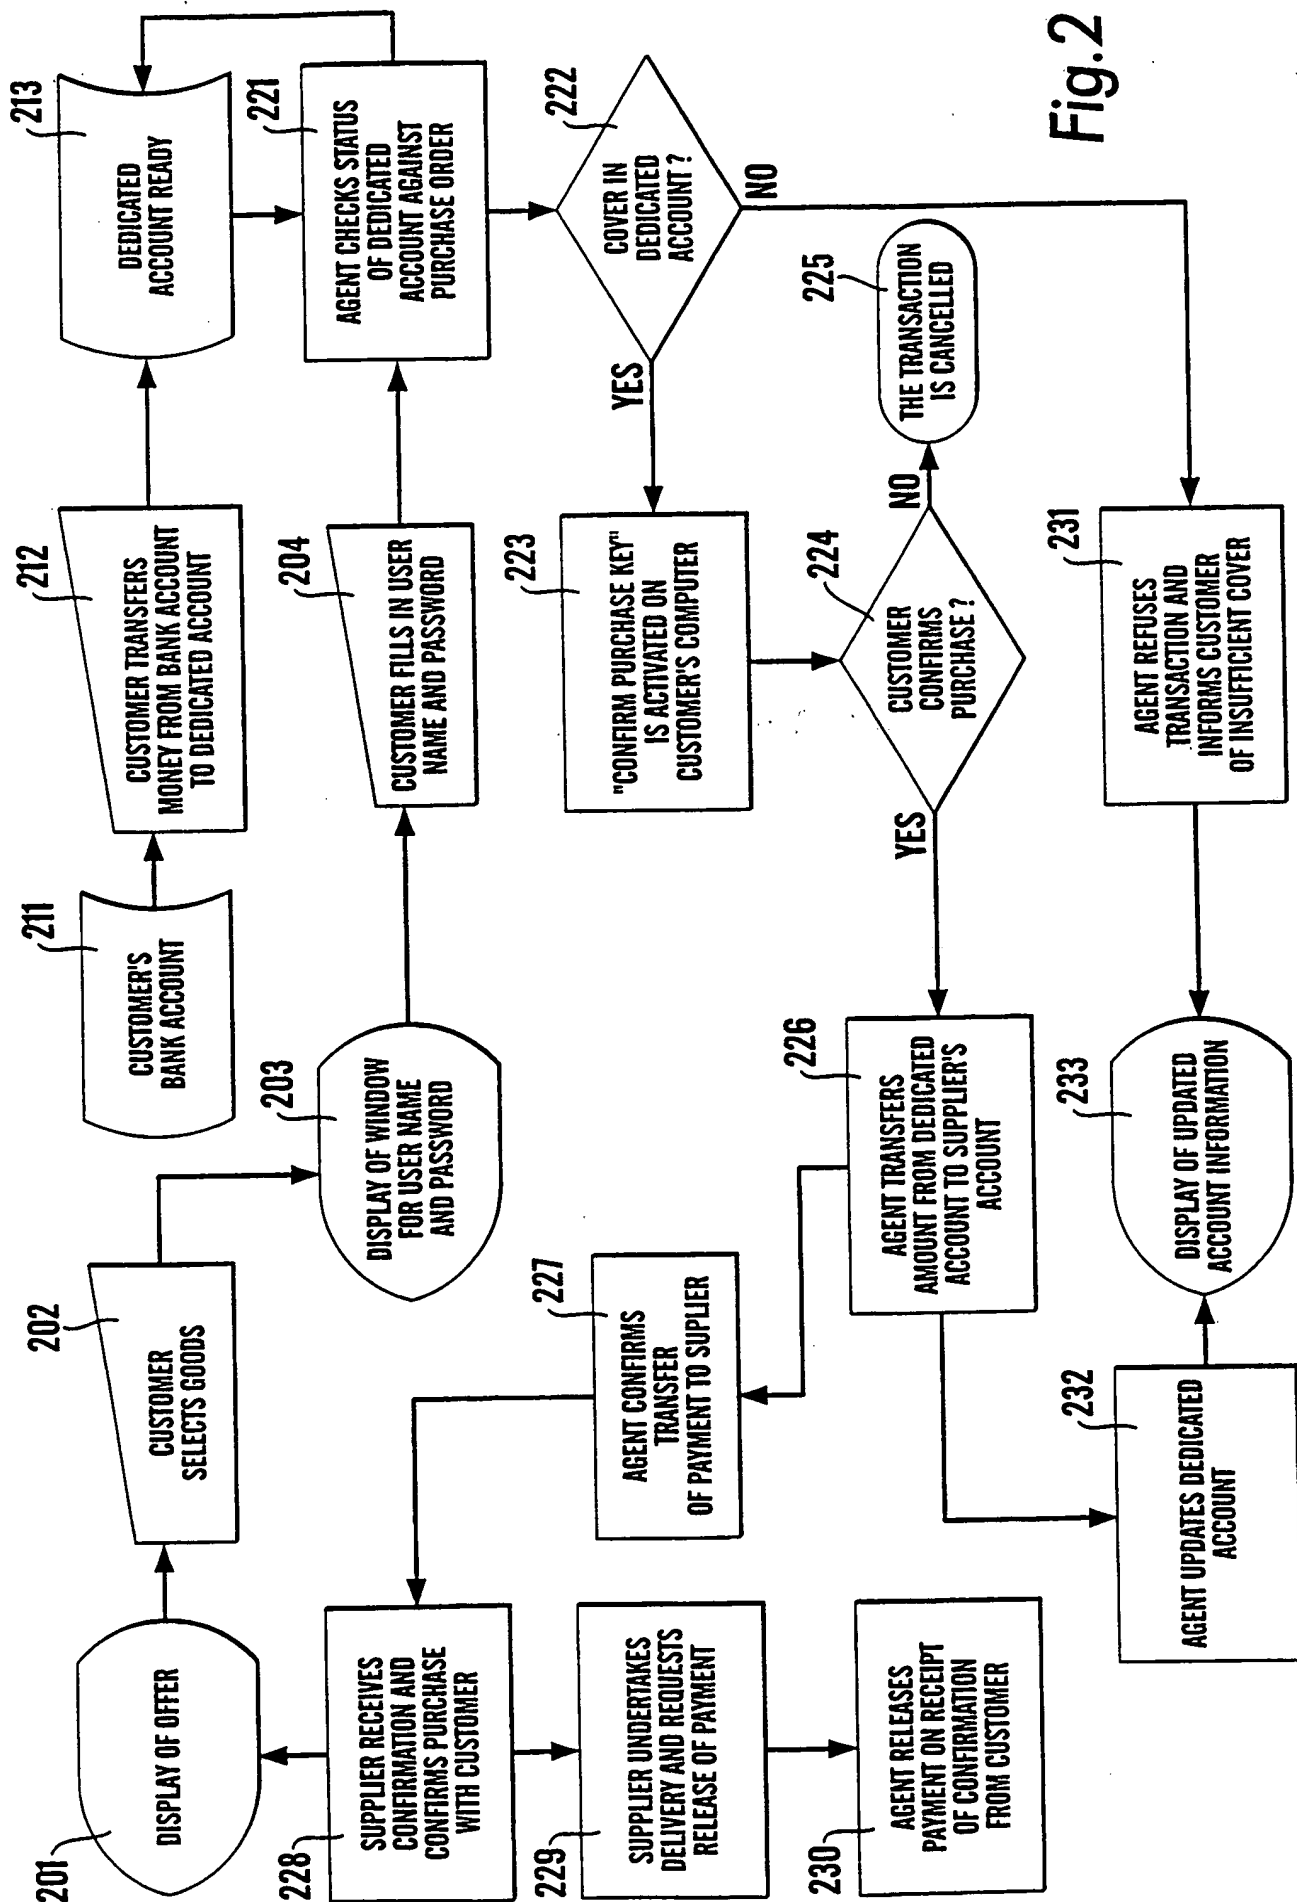 201
DISPLAY OF OFFER
202
CUSTOMER
SELECTS GOODS
211
CUSTOMER'S
BANK ACCOUNT
212
CUSTOMER TRANSFERS
MONEY FROM BANK ACCOUNT
TO DEDICATED ACCOUNT
213
DEDICATED
ACCOUNT READY
203
DISPLAY OF WINDOW
FOR USER NAME
AND PASSWORD
204
CUSTOMER FILLS IN USER
NAME AND PASSWORD
221
AGENT CHECKS STATUS
OF DEDICATED
ACCOUNT AGAINST
PURCHASE ORDER
228
SUPPLIER RECEIVES
CONFIRMATION AND
CONFIRMS PURCHASE
WITH CUSTOMER
227
AGENT CONFIRMS
TRANSFER
OF PAYMENT TO SUPLIER
223
"CONFIRM PURCHASE KEY"
IS ACTIVATED ON
CUSTOMER'S COMPUTER
YES
222
COVER IN
DEDICATED
ACCOUNT ?
NO
229
SUPPLIER UNDERTAKES
DELIVERY AND REQUESTS
RELEASE OF PAYMENT
226
AGENT TRANSFERS
AMOUNT FROM DEDICATED
ACCOUNT TO SUPPLIER'S
ACCOUNT
YES
224
CUSTOMER
CONFIRMS
PURCHASE ?
NO
225
THE TRANSACTION
IS CANCELLED
230
AGENT RELEASES
PAYMENT ON RECEIPT
OF CONFIRMATION
FROM CUSTOMER
232
AGENT UPDATES DEDICATED
ACCOUNT
233
DISPLAY OF UPDATED
ACCOUNT INFORMATION
231
AGENT REFUSES
TRANSACTION AND
INFORMS CUSTOMER
OF INSUFFICIENT COVER
Fig.2